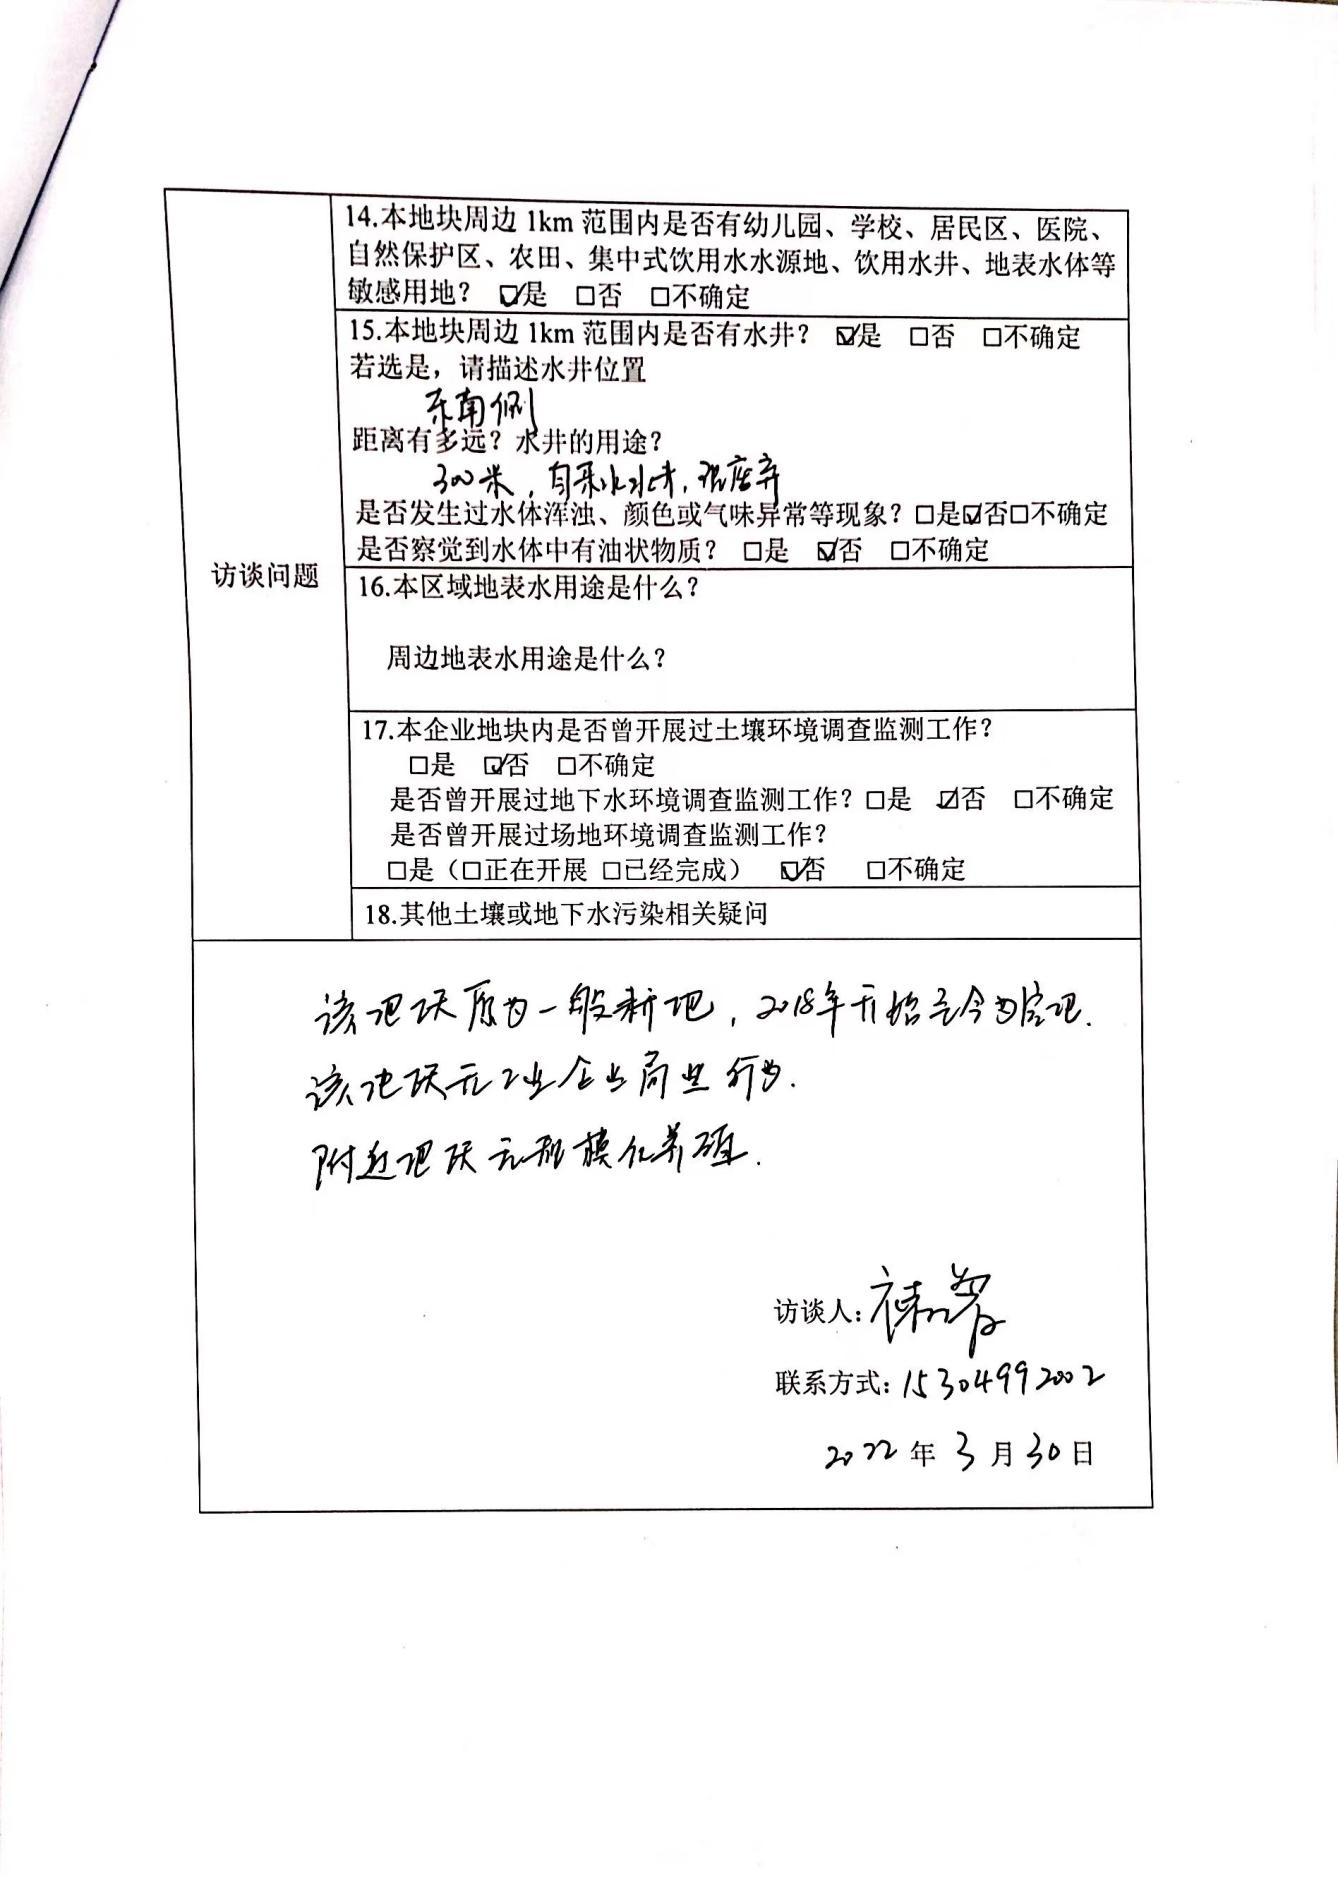 访谈问题
14.本地块周边 1km 范围内是否有幼儿园、学校、居民区、医院、
自然保护区、农田、集中式饮用水水源地、饮用水井、地表水体等
敏感用地? ☑是 □否 □不确定
15.本地块周边 1km 范围内是否有水井? ☑是 □否 □不确定
若选是，请描述水井位置
东南侧
距离有多远? 水井的用途?
300米，自来水水井，现废弃
是否发生过水体浑浊、颜色或气味异常等现象? □是☑否□不确定
是否察觉到水体中有油状物质? □是 ☑否 □不确定
16.本区域地表水用途是什么?
周边地表水用途是什么?
17.本企业地块内是否曾开展过土壤环境调查监测工作?
□是 ☑否 □不确定
是否曾开展过地下水环境调查监测工作? □是 ☑否 □不确定
是否曾开展过场地环境调查监测工作?
□是（□正在开展 □已经完成） ☑否 □不确定
18.其他土壤或地下水污染相关疑问
该地块原为一般耕地，2018年开始至今为空地.
该地块无工业企业 行为.
附近地块无规模化养殖.
访谈人:
联系方式: 15304992002
2022 年 3 月 30 日